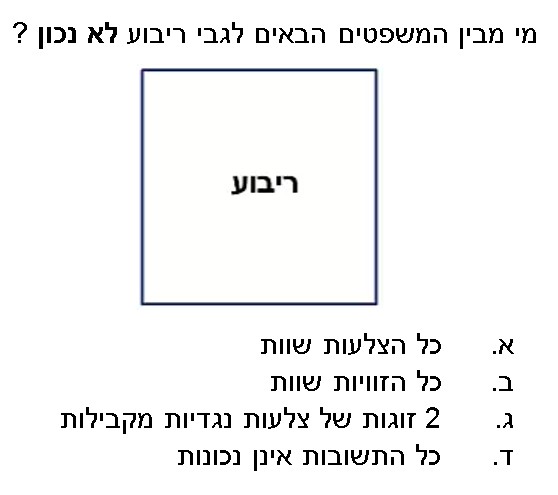 מי מבין המשפטים הבאים לגבי ריבוע לא נכון ?
ריבוע
א. כל הצלעות שוות
ב. כל הזוויות שוות
ג. 2 זוגות של צלעות נגדיות מקבילות
ד. כל התשובות אינן נכונות